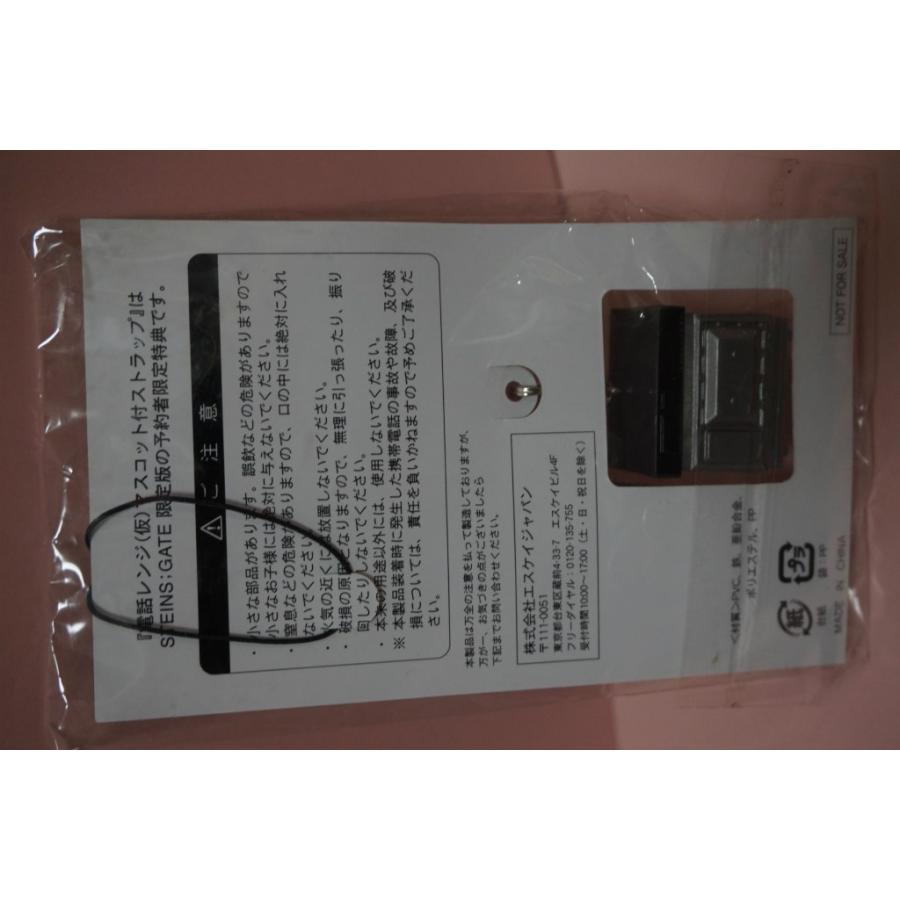 『電話レンジ(仮)マスコット付ストラップ』は
STEINS;GATE 限定版の予約者限定特典です。
⚠ ご 注 意
・小さな部品があります。誤飲などの危険がありますので
小さなお子様には絶対に与えないでください。
・窒息などの危険がありますので、口の中には絶対に入れ
ないでください。
・火気の近くには放置しないでください。
・破損の原因となりますので、無理に引っ張ったり、振り
回したりしないでください。
・本来の用途以外には、使用しないでください。
※本製品装着時に発生した携帯電話の事故や故障、及び破
損については、責任を負いかねますので予めご了承くだ
さい。
本製品は万全の注意を払って製造しておりますが、
万が一、お気づきの点がございましたら
下記までお問い合わせください。
株式会社エスケイジャパン
〒111-0051
東京都台東区蔵前4-33-7 エスケイビル4F
フリーダイヤル:0120-135-755
受付時間10:00~17:00(土・日・祝日を除く)
<材質>PVC、鉄、亜鉛合金、
ポリエステル、PP
紙 プラ
台紙 袋:PP
MADE IN CHINA
NOT FOR SALE